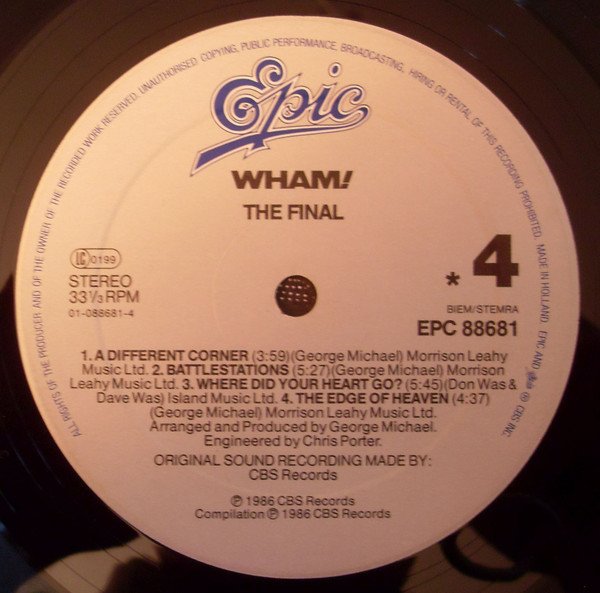 ALL RIGHTS OF THE PRODUCER AND OF THE OWNER OF THE RECORDED WORK RESERVED. UNAUTHORISED COPYING, PUBLIC PERFORMANCE, BROADCASTING, HIRING OR RENTAL OF THIS RECORDING PROHIBITED. MADE IN HOLLAND EPIC AND ® CBS INC.
Epic
WHAM!
THE FINAL
LC 0199
STEREO
33 1/3 RPM
01-088681-4
* 4
BIEM/STEMRA
EPC 88681
1. A DIFFERENT CORNER (3:59)(George Michael) Morrison Leahy
Music Ltd. 2. BATTLESTATIONS (5:27)(George Michael) Morrison
Leahy Music Ltd. 3. WHERE DID YOUR HEART GO? (5:45)(Don Was &
Dave Was) Island Music Ltd. 4. THE EDGE OF HEAVEN (4:37)
(George Michael) Morrison Leahy Music Ltd.
Arranged and Produced by George Michael.
Engineered by Chris Porter.
ORIGINAL SOUND RECORDING MADE BY:
CBS Records
℗ 1986 CBS Records
Compilation ℗ 1986 CBS Records